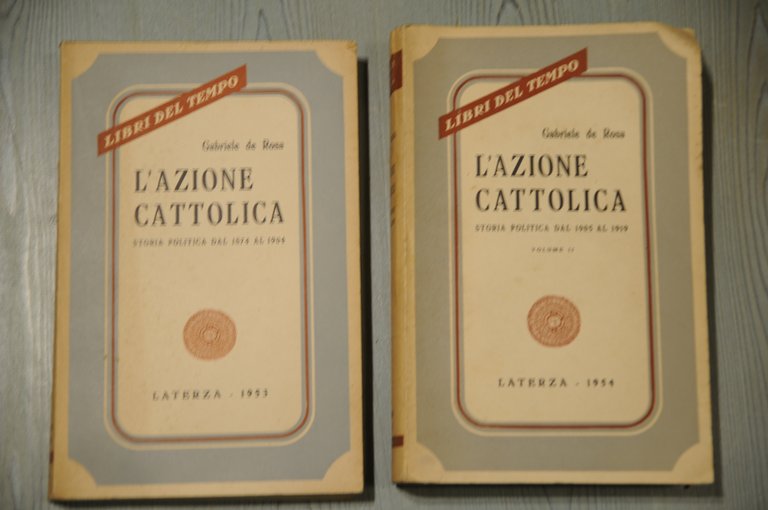 LIBRI DEL TEMPO
Gabriele de Rosa
L'AZIONE
CATTOLICA
STORIA POLITICA DAL 1874 AL 1904
LATERZA - 1953
LIBRI DEL TEMPO
Gabriele de Rosa
L'AZIONE
CATTOLICA
STORIA POLITICA DAL 1905 AL 1919
VOLUME II
LATERZA - 1954